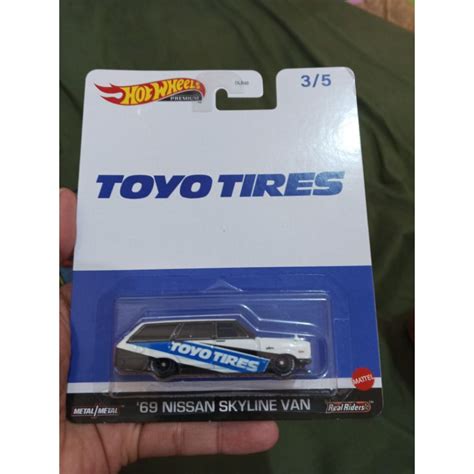 Hot Wheels
PREMIUM
3/5
TOYO TIRES
TOYO TIRES
MATTEL
METAL/METAL
'69 NISSAN SKYLINE VAN
Real Riders